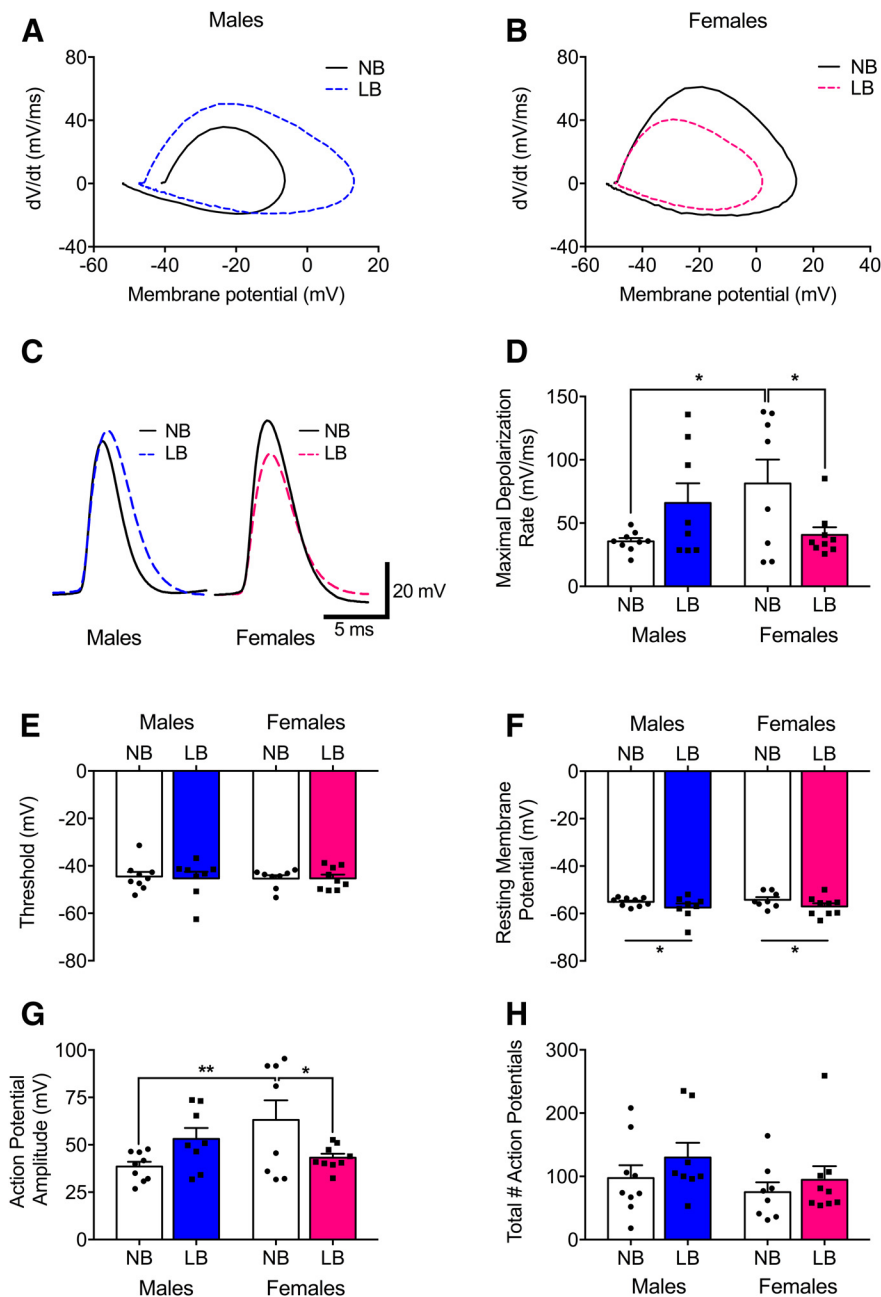 A
Males
80
40
0
-40
dV/dt (mV/ms)
NB
LB
-60
-40
-20
0
20
Membrane potential (mV)
B
Females
80
40
0
-40
dV/dt (mV/ms)
NB
LB
-60
-40
-20
0
20
40
Membrane potential (mV)
C
NB
LB
NB
LB
20 mV
5 ms
Males
Females
D
Maximal Depolarization
Rate (mV/ms)
150
100
50
0
*
*
NB
LB
NB
LB
Males
Females
E
Males
Females
NB
LB
NB
LB
Threshold (mV)
0
-20
-40
-60
-80
F
Males
Females
NB
LB
NB
LB
Resting Membrane
Potential (mV)
0
-20
-40
-60
-80
*
*
G
Action Potential
Amplitude (mV)
100
75
50
25
0
**
*
NB
LB
NB
LB
Males
Females
H
Total # Action Potentials
300
200
100
0
NB
LB
NB
LB
Males
Females